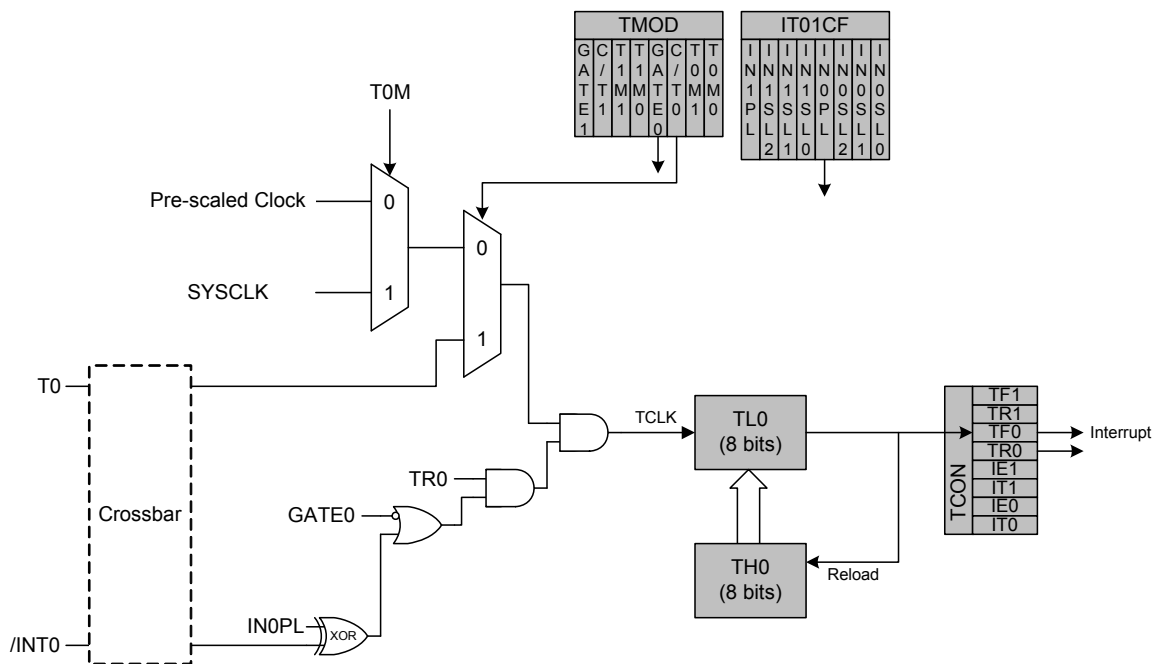 TMOD
IT01CF
GATE1
C/T1
T1M1
T1M0
GATE0
C/T0
T0M1
T0M0
IN1PL
IN1SL2
IN1SL1
IN1SL0
IN0PL
IN0SL2
IN0SL1
IN0SL0
T0M
Pre-scaled Clock
0
SYSCLK
1
0
1
T0
Crossbar
/INT0
TR0
GATE0
IN0PL
XOR
TCLK
TL0
(8 bits)
TH0
(8 bits)
Reload
TCON
TF1
TR1
TF0
TR0
IE1
IT1
IE0
IT0
Interrupt